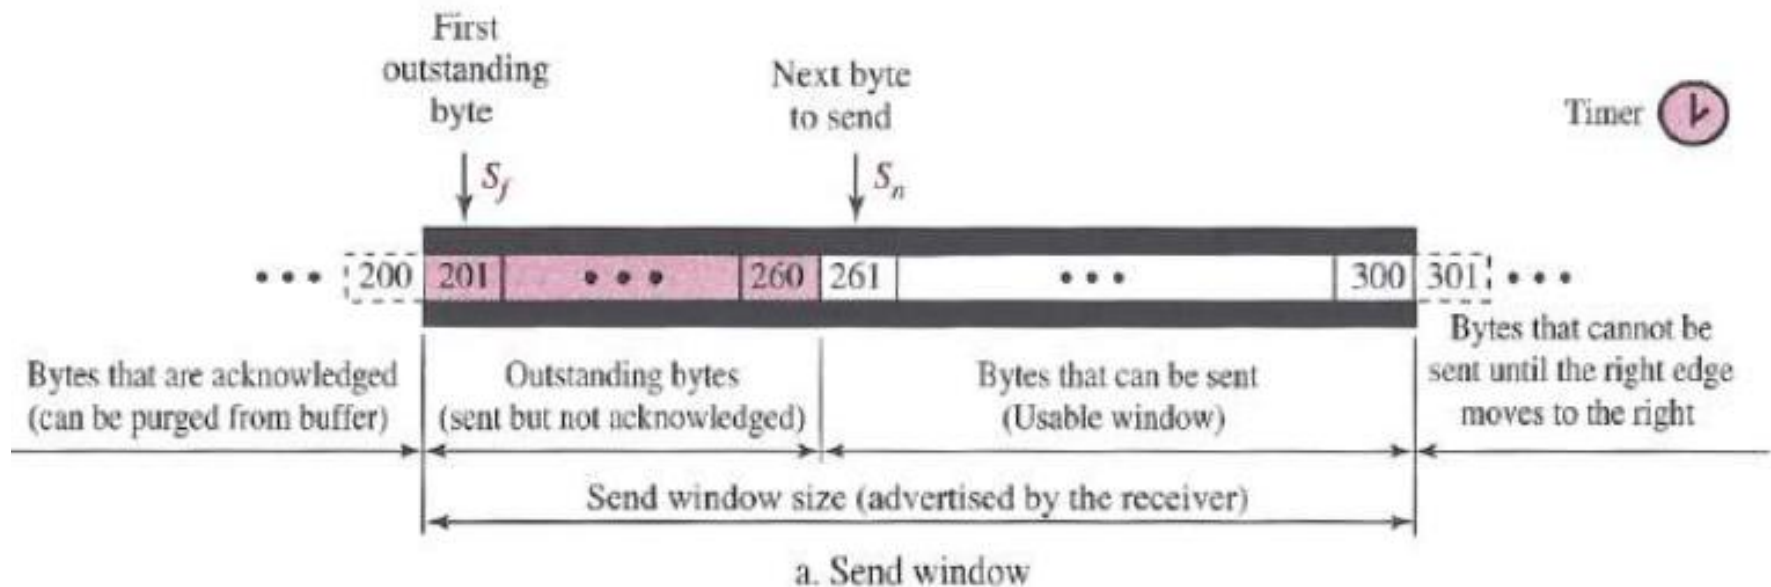 First
outstanding
byte
Next byte
to send
Timer
Sf
Sn
••• 200 201 ••• 260 261 ••• 300 301 •••
Bytes that are acknowledged
(can be purged from buffer)
Outstanding bytes
(sent but not acknowledged)
Bytes that can be sent
(Usable window)
Bytes that cannot be
sent until the right edge
moves to the right
Send window size (advertised by the receiver)
a. Send window